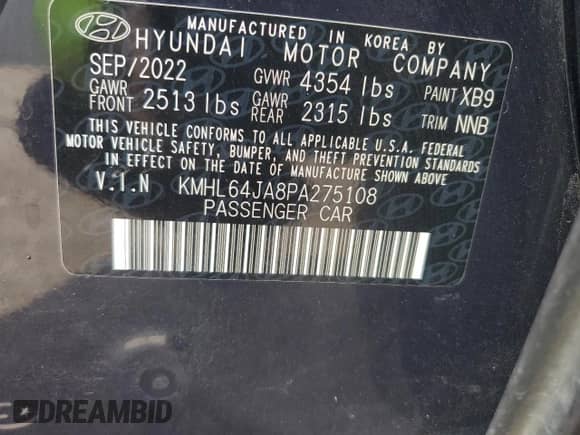 MANUFACTURED IN KOREA BY
HYUNDAI MOTOR COMPANY
SEP/2022 GVWR 4354 lbs PAINT XB9
GAWR FRONT 2513 lbs GAWR REAR 2315 lbs TRIM NNB
THIS VEHICLE CONFORMS TO ALL APPLICABLE U.S.A. FEDERAL
MOTOR VEHICLE SAFETY, BUMPER, AND THEFT PREVENTION STANDARDS
IN EFFECT ON THE DATE OF MANUFACTURE SHOWN ABOVE
V.I.N KMHL64JA8PA275108
PASSENGER CAR
DREAMBID